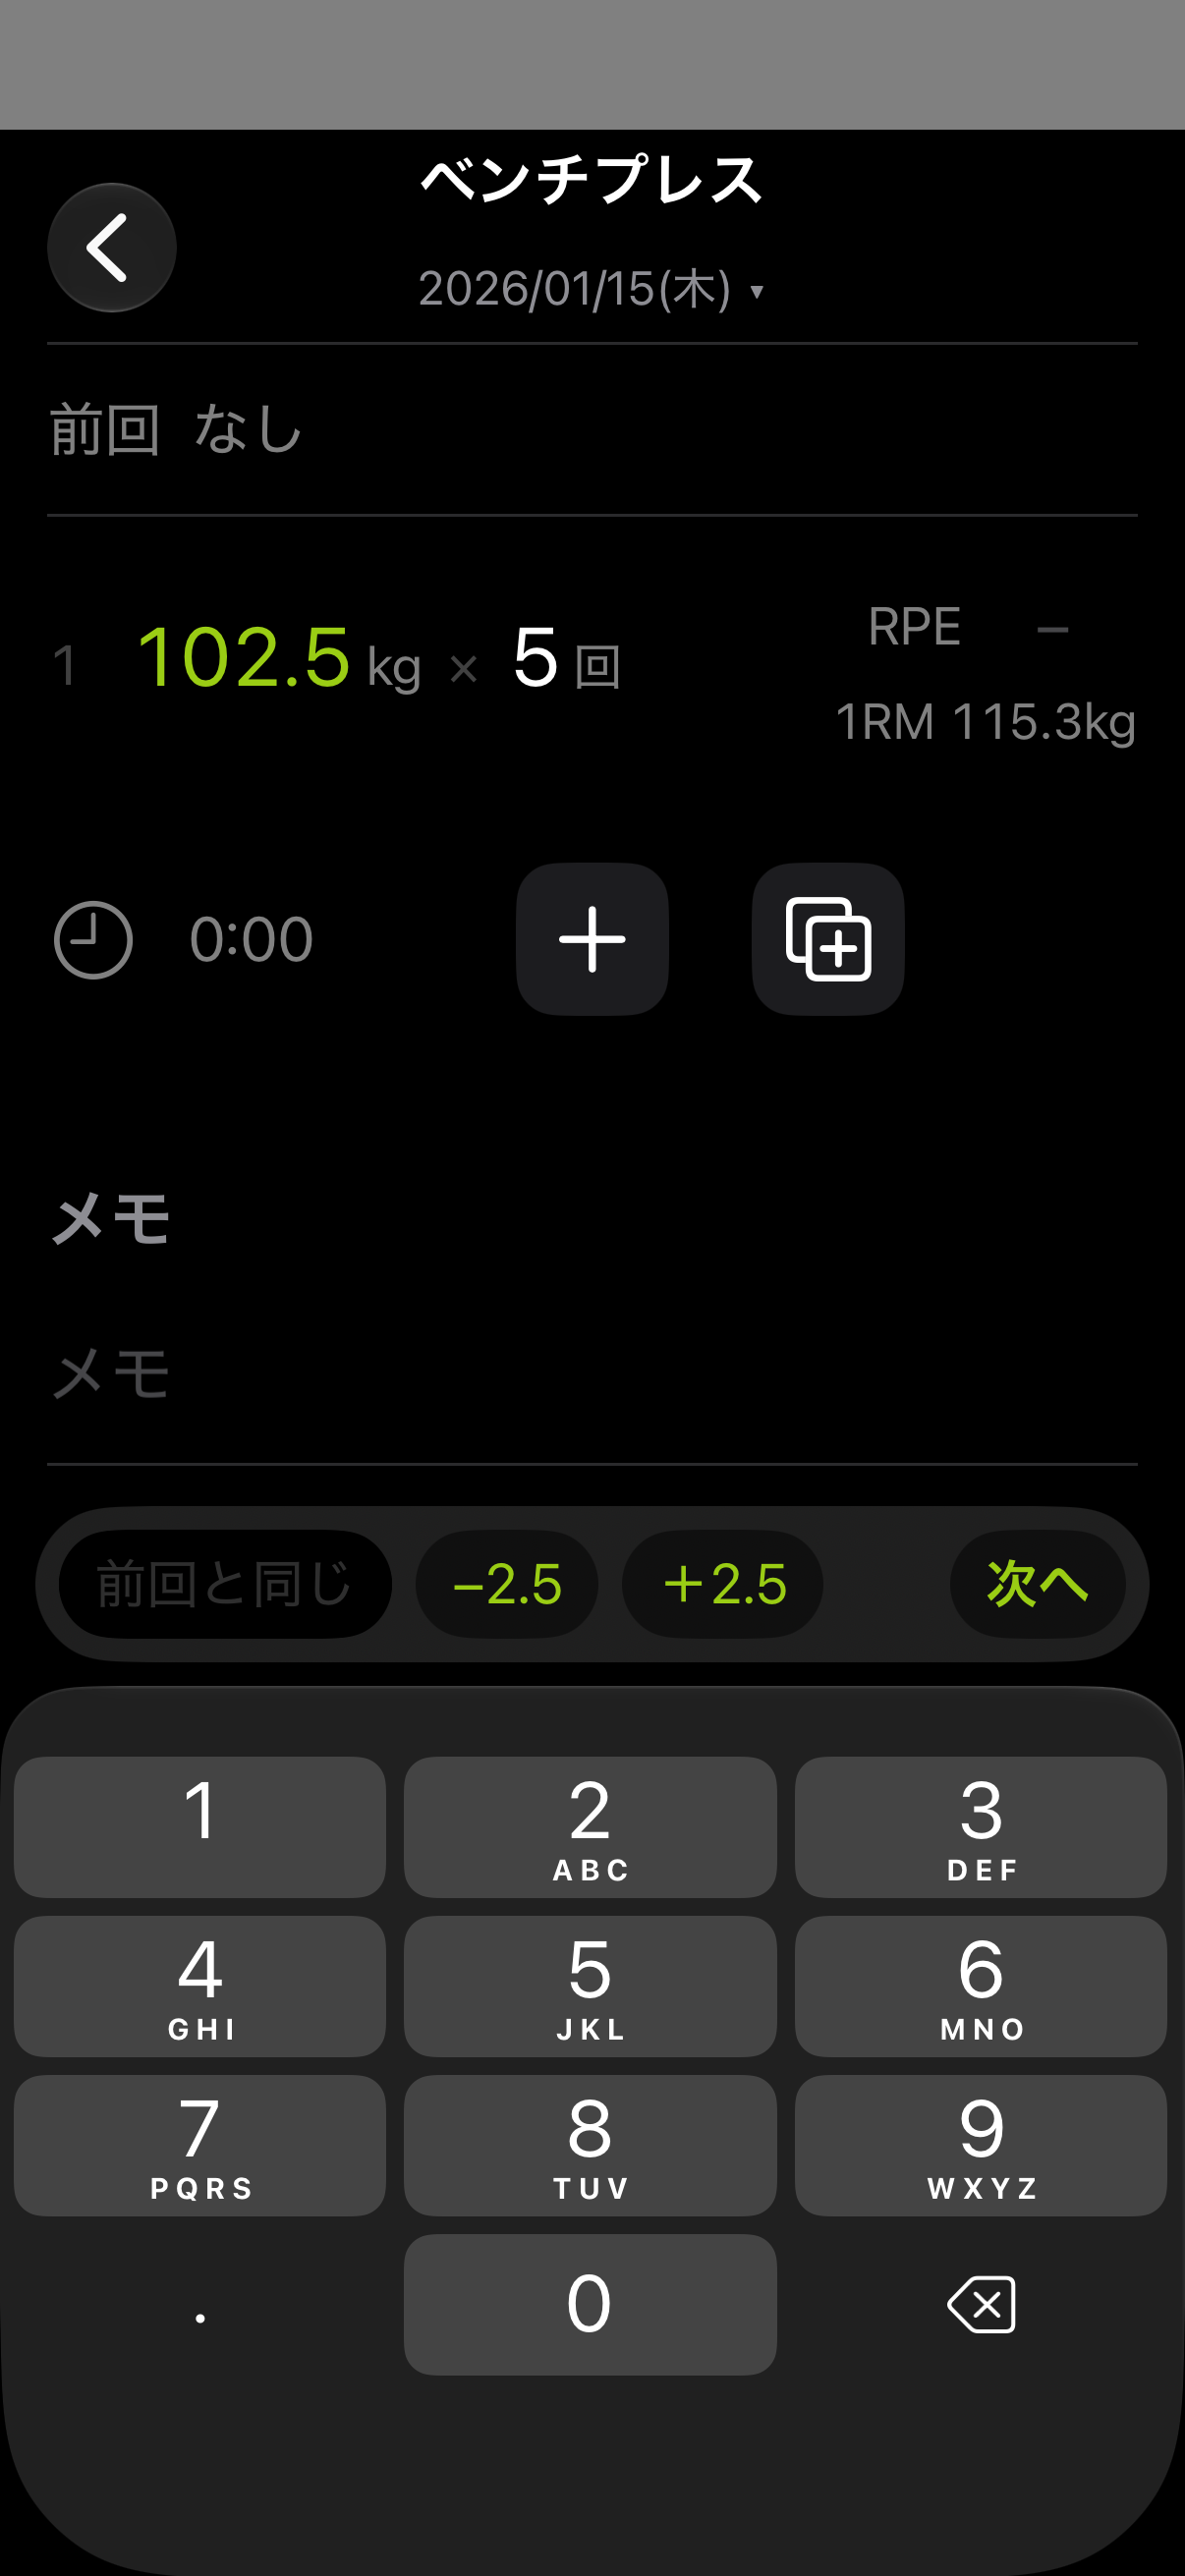 ベンチプレス
2026/01/15(木) ▼
前回 なし
1 102.5 kg × 5 回
RPE –
1RM 115.3kg
0:00
メモ
メモ
前回と同じ –2.5 +2.5 次へ
1 2 3
ABC DEF
4 5 6
GHI JKL MNO
7 8 9
PQRS TUV WXYZ
. 0